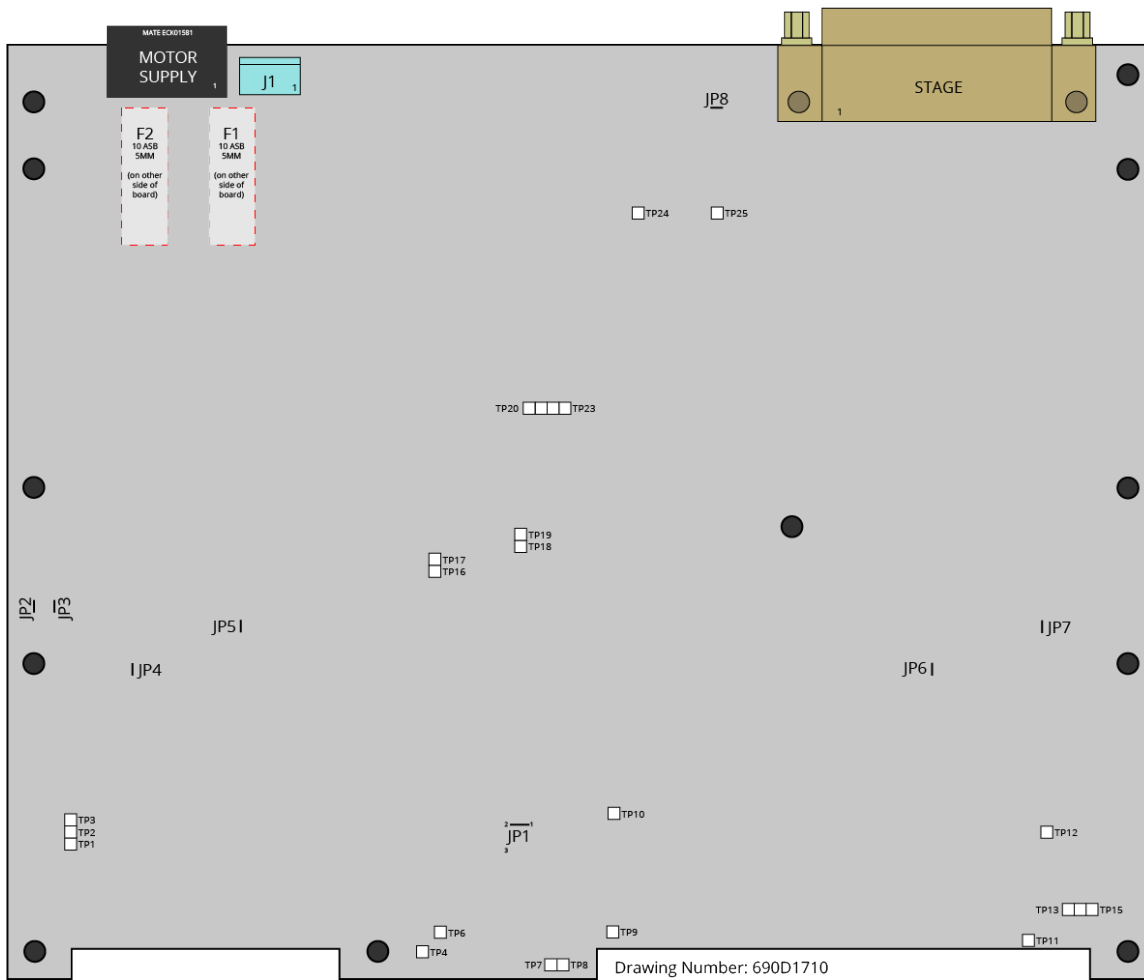 MATE ECK01581
MOTOR
SUPPLY
1
J1
1
STAGE
1
JP8
F2
10 ASB
5MM
(on other
side of
board)
F1
10 ASB
5MM
(on other
side of
board)
TP24
TP25
TP20
TP23
TP19
TP18
TP17
TP16
JP2
JP3
JP5
JP7
JP4
JP6
TP3
TP2
TP1
2
1
JP1
3
TP10
TP12
TP13
TP15
TP6
TP9
TP11
TP4
TP7
TP8
Drawing Number: 690D1710